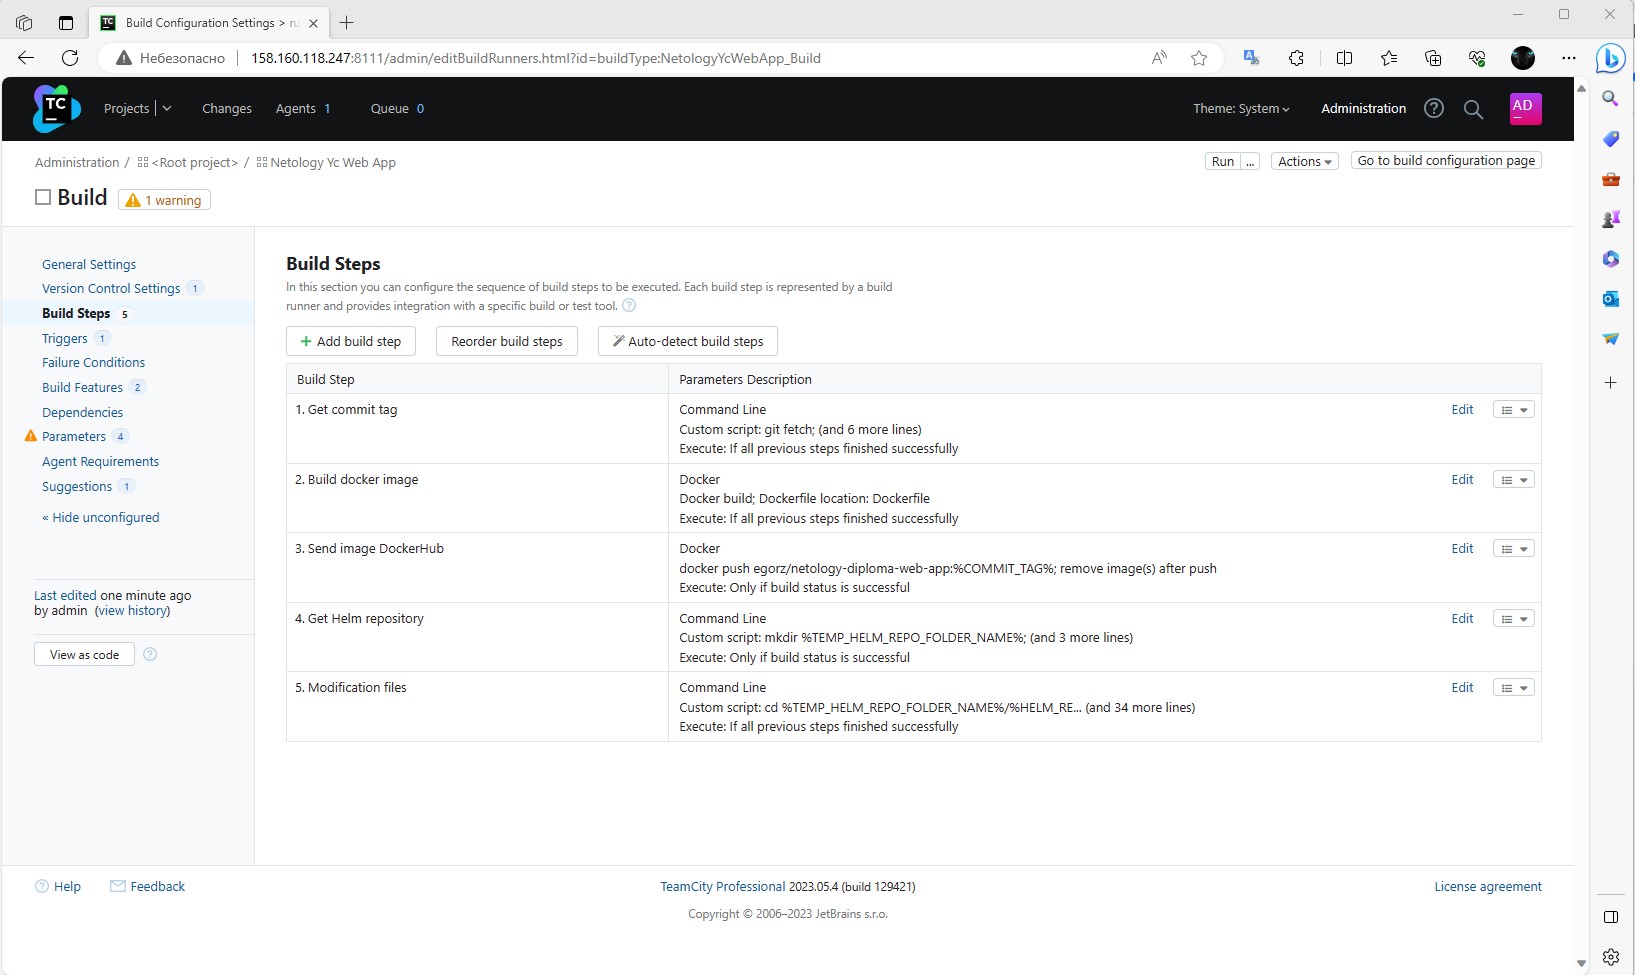 Build Configuration Settings > ru
Небезопасно
158.160.118.247:8111/admin/editBuildRunners.html?id=buildType:NetologyYcWebApp_Build
TC
Projects
Changes
Agents 1
Queue 0
Theme: System
Administration
AD
Administration / <Root project> / Netology Yc Web App
Run ...
Actions
Go to build configuration page
Build
1 warning
General Settings
Version Control Settings 1
Build Steps 5
Triggers 1
Failure Conditions
Build Features 2
Dependencies
Parameters 4
Agent Requirements
Suggestions 1
« Hide unconfigured
Last edited one minute ago
by admin (view history)
View as code
Build Steps
In this section you can configure the sequence of build steps to be executed. Each build step is represented by a build
runner and provides integration with a specific build or test tool.
+ Add build step
Reorder build steps
Auto-detect build steps
Build Step
Parameters Description
1. Get commit tag
Command Line
Custom script: git fetch; (and 6 more lines)
Execute: If all previous steps finished successfully
Edit
2. Build docker image
Docker
Docker build; Dockerfile location: Dockerfile
Execute: If all previous steps finished successfully
Edit
3. Send image DockerHub
Docker
docker push egorz/netology-diploma-web-app:%COMMIT_TAG%; remove image(s) after push
Execute: Only if build status is successful
Edit
4. Get Helm repository
Command Line
Custom script: mkdir %TEMP_HELM_REPO_FOLDER_NAME%; (and 3 more lines)
Execute: Only if build status is successful
Edit
5. Modification files
Command Line
Custom script: cd %TEMP_HELM_REPO_FOLDER_NAME%/%HELM_RE... (and 34 more lines)
Execute: If all previous steps finished successfully
Edit
Help
Feedback
TeamCity Professional 2023.05.4 (build 129421)
License agreement
Copyright © 2006–2023 JetBrains s.r.o.